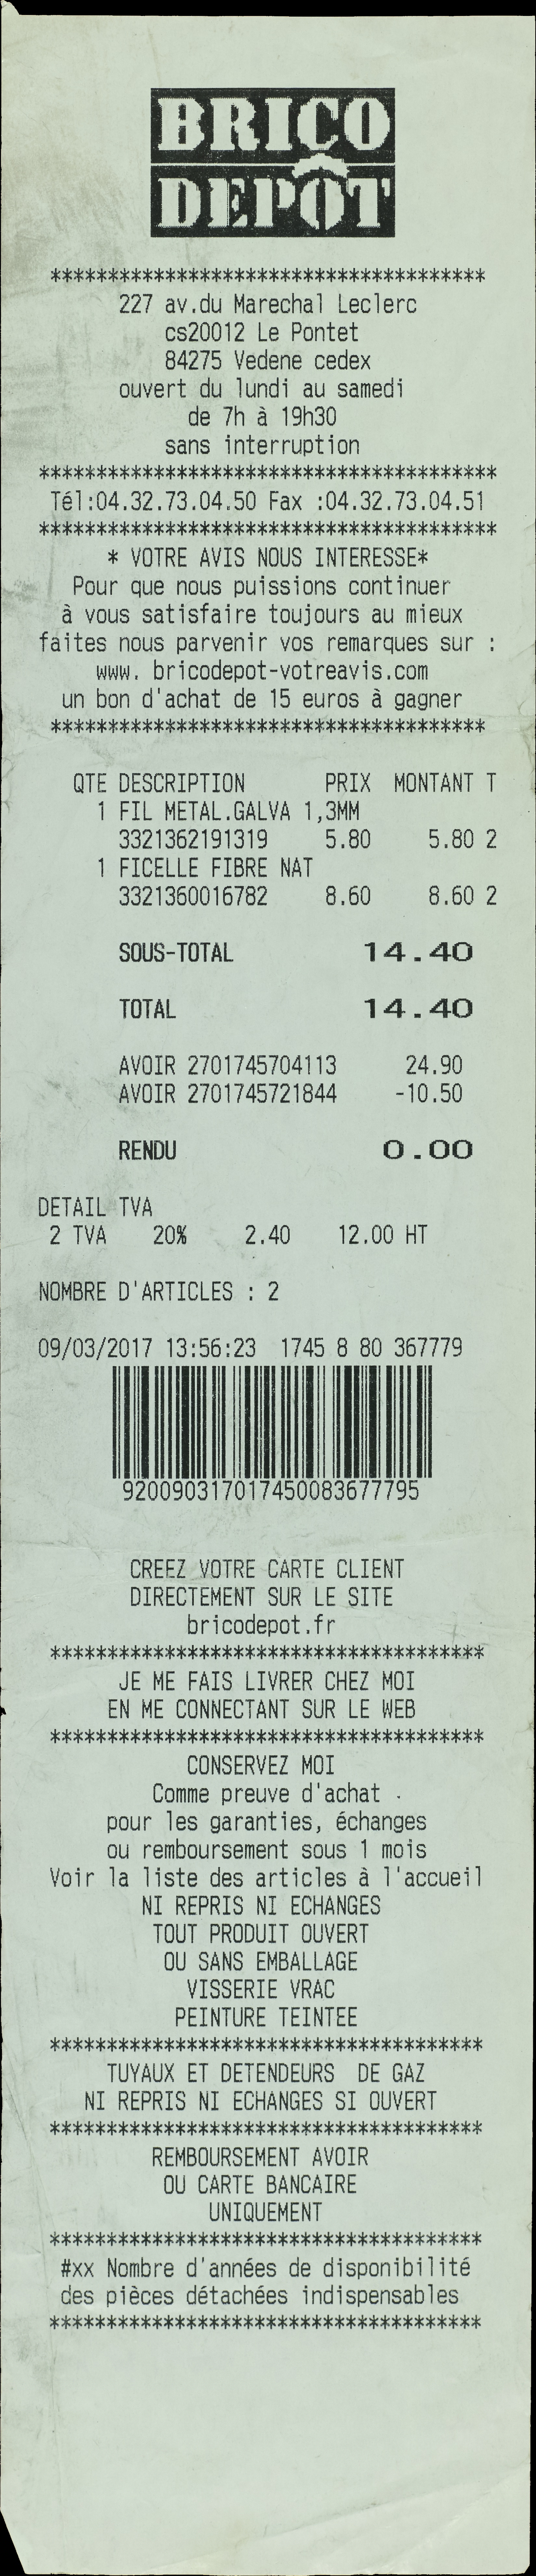 BRICO
DEPÔT
**************************************
227 av.du Marechal Leclerc
cs20012 Le Pontet
84275 Vedene cedex
ouvert du lundi au samedi
de 7h à 19h30
sans interruption
****************************************
Tél:04.32.73.04.50 Fax :04.32.73.04.51
****************************************
* VOTRE AVIS NOUS INTERESSE*
Pour que nous puissions continuer
à vous satisfaire toujours au mieux
faites nous parvenir vos remarques sur :
www. bricodepot-votreavis.com
un bon d'achat de 15 euros à gagner
**************************************
QTE DESCRIPTION PRIX MONTANT T
1 FIL METAL.GALVA 1,3MM
3321362191319 5.80 5.80 2
1 FICELLE FIBRE NAT
3321360016782 8.60 8.60 2
SOUS-TOTAL 14.40
TOTAL 14.40
AVOIR 2701745704113 24.90
AVOIR 2701745721844 -10.50
RENDU 0.00
DETAIL TVA
2 TVA 20% 2.40 12.00 HT
NOMBRE D'ARTICLES : 2
09/03/2017 13:56:23 1745 8 80 367779
920090317017450083677795
CREEZ VOTRE CARTE CLIENT
DIRECTEMENT SUR LE SITE
bricodepot.fr
**************************************
JE ME FAIS LIVRER CHEZ MOI
EN ME CONNECTANT SUR LE WEB
**************************************
CONSERVEZ MOI
Comme preuve d'achat
pour les garanties, échanges
ou remboursement sous 1 mois
Voir la liste des articles à l'accueil
NI REPRIS NI ECHANGES
TOUT PRODUIT OUVERT
OU SANS EMBALLAGE
VISSERIE VRAC
PEINTURE TEINTEE
**************************************
TUYAUX ET DETENDEURS DE GAZ
NI REPRIS NI ECHANGES SI OUVERT
**************************************
REMBOURSEMENT AVOIR
OU CARTE BANCAIRE
UNIQUEMENT
**************************************
#xx Nombre d'années de disponibilité
des pièces détachées indispensables
**************************************